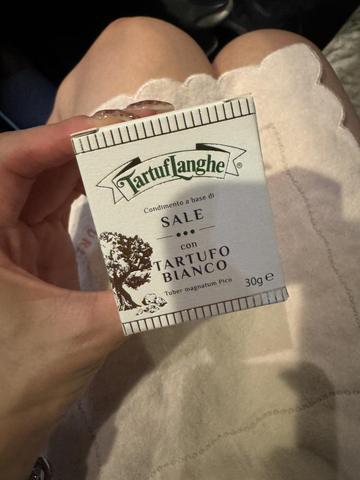 TartufLanghe®
Condimento a base di
SALE
con
TARTUFO
BIANCO
Tuber magnatum Pico
30g e